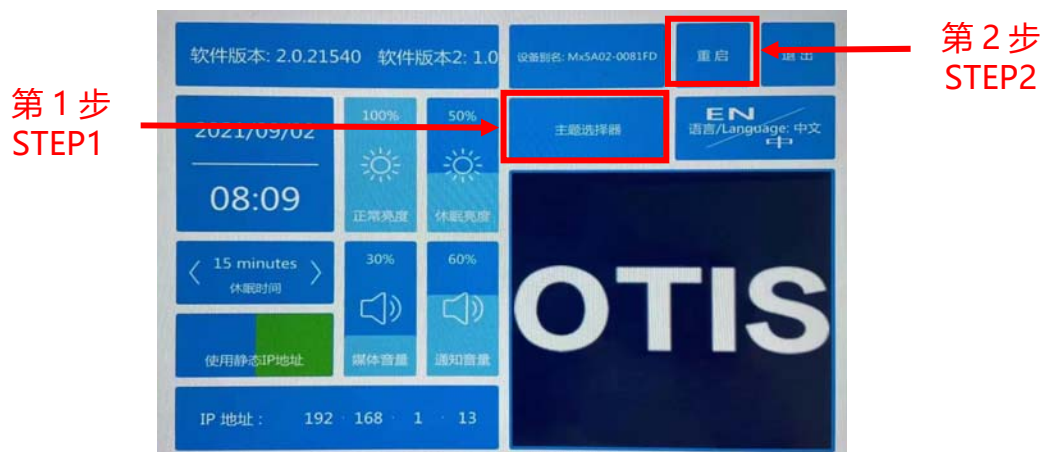 软件版本: 2.0.21540 软件版本2: 1.0
设备别名: Mx5A02-0081FD
重启
退出
第2步
STEP2
第1步
STEP1
2021/09/02
08:09
100%
正常亮度
50%
休眠亮度
主题选择器
EN
语言/Language: 中文
中
15 minutes
休眠时间
30%
媒体音量
60%
通知音量
使用静态IP地址
OTIS
IP 地址: 192 · 168 · 1 · 13